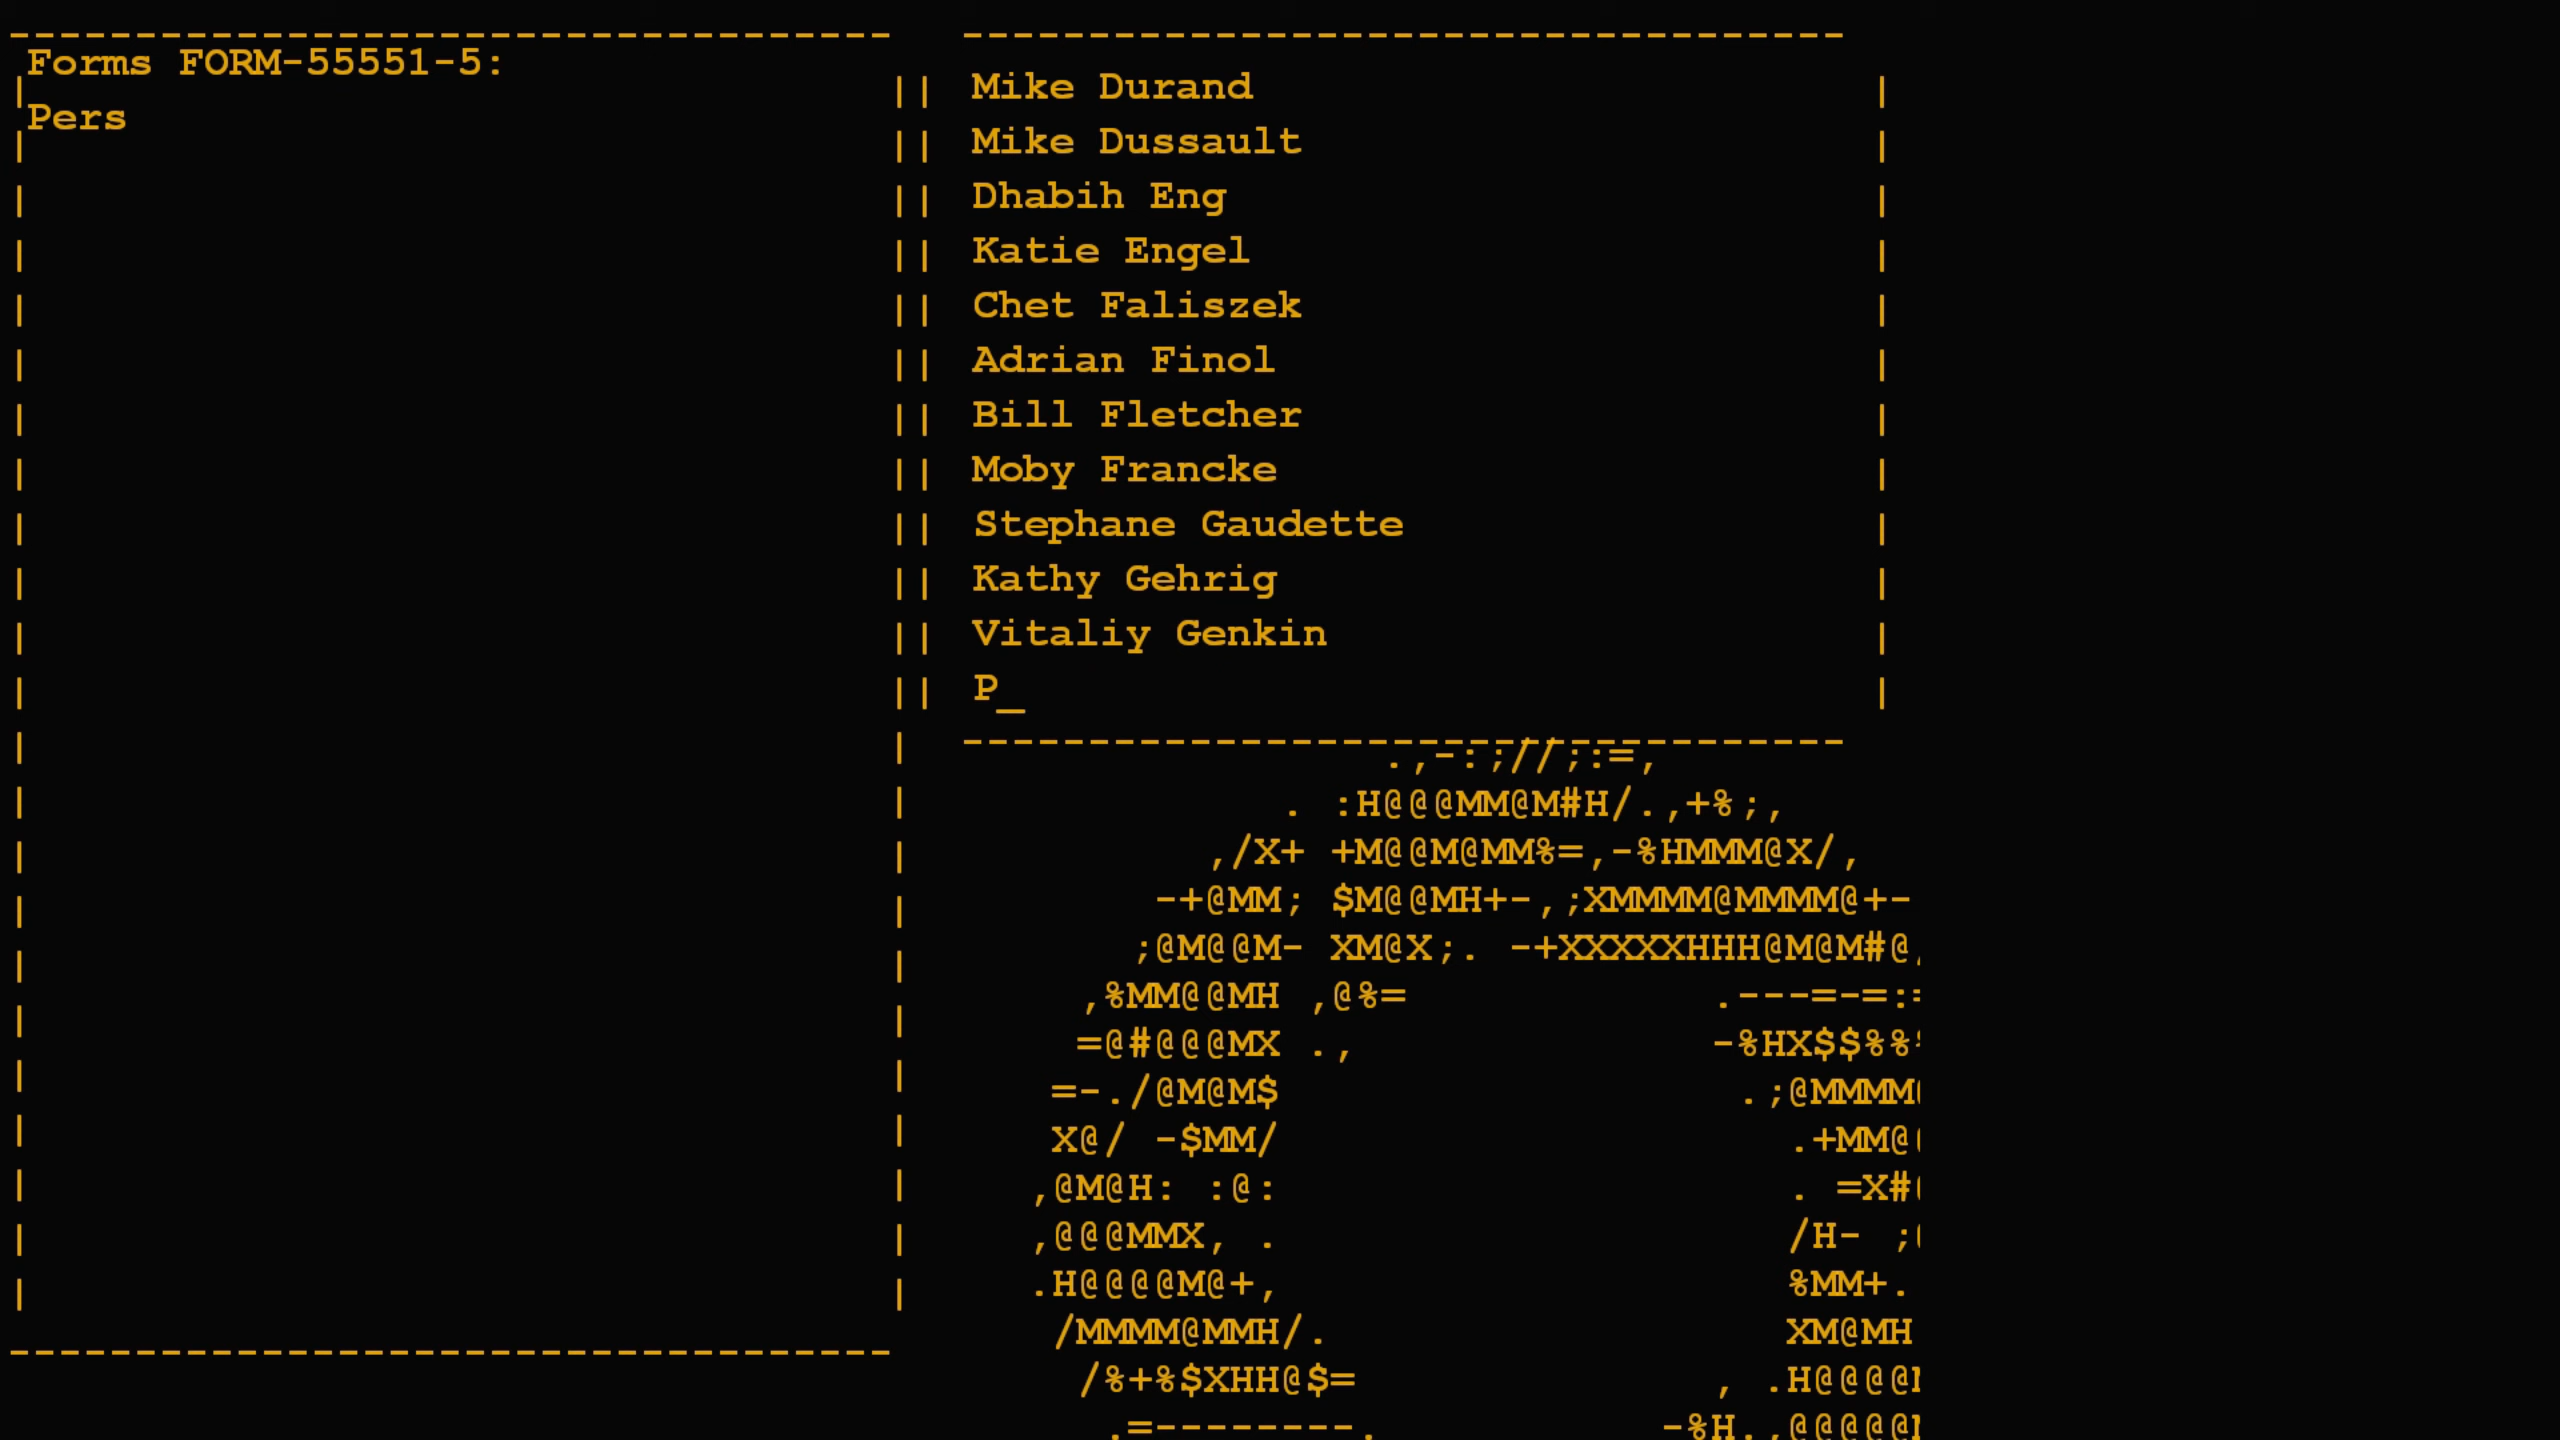 Forms FORM-55551-5:
Pers
Mike Durand
Mike Dussault
Dhabih Eng
Katie Engel
Chet Faliszek
Adrian Finol
Bill Fletcher
Moby Francke
Stephane Gaudette
Kathy Gehrig
Vitaliy Genkin
P_